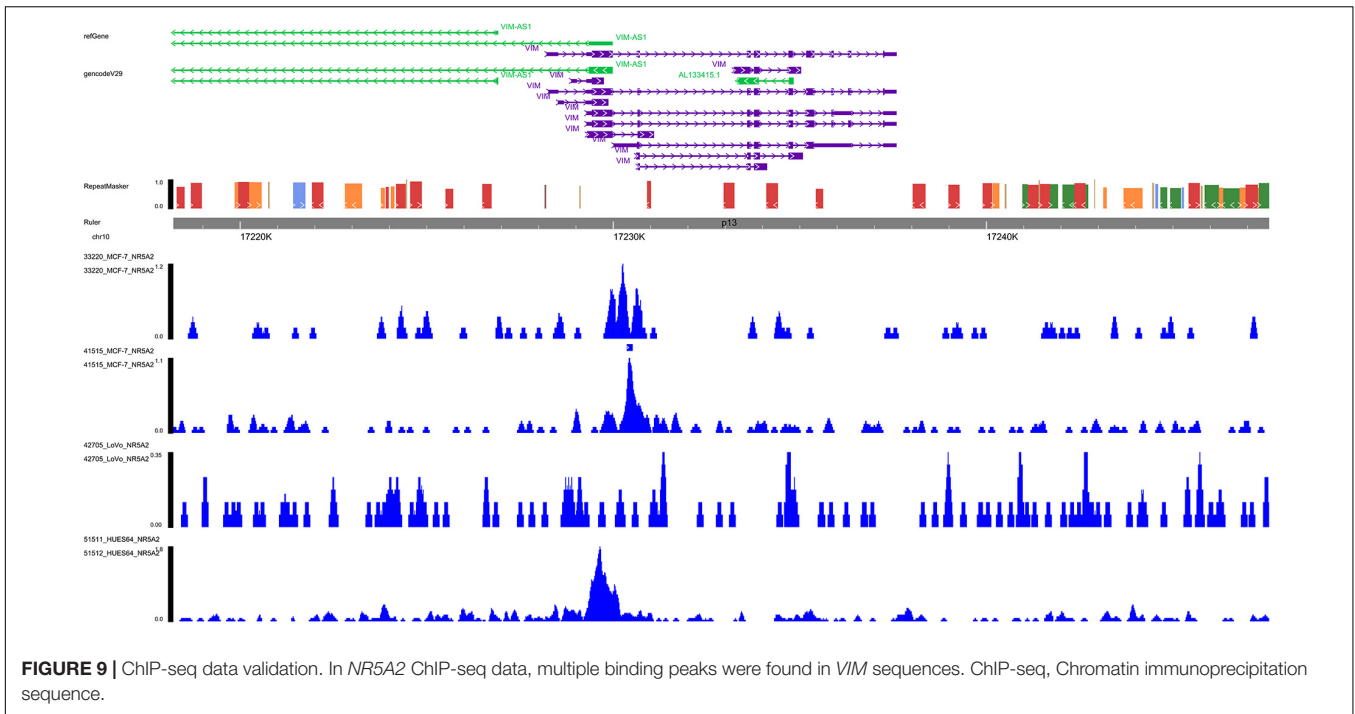 VIM-AS1
refGene
VIM-AS1
VIM
VIM-AS1
gencodeV29
VIM
VIM-AS1
VIM
AL133415.1
VIM
VIM
VIM
VIM
VIM
VIM
VIM
RepeatMasker
1.0
0.0
Ruler
p13
chr10
17220K
17230K
17240K
33220_MCF-7_NR5A2
33220_MCF-7_NR5A2
1.2
0.0
41515_MCF-7_NR5A2
41515_MCF-7_NR5A2
1.1
0.0
42705_LoVo_NR5A2
42705_LoVo_NR5A2
0.35
0.00
51511_HUES64_NR5A2
51512_HUES64_NR5A2
1.8
0.0
FIGURE 9 | ChIP-seq data validation. In NR5A2 ChIP-seq data, multiple binding peaks were found in VIM sequences. ChIP-seq, Chromatin immunoprecipitation
sequence.